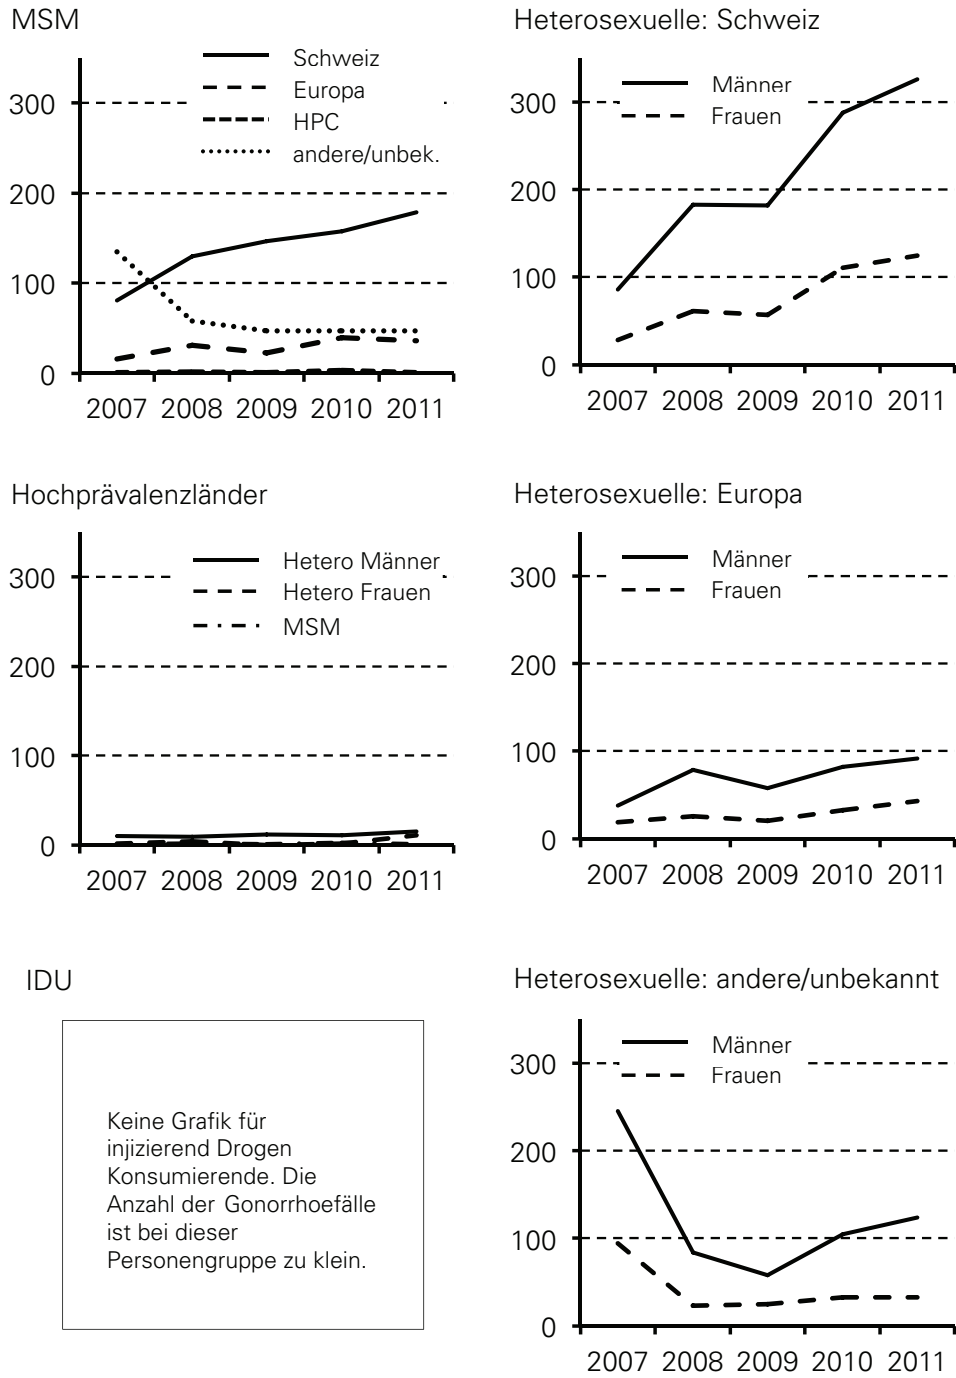 MSM
Schweiz
Europa
HPC
andere/unbek.
300
200
100
0
2007 2008 2009 2010 2011
Heterosexuelle: Schweiz
Männer
Frauen
300
200
100
0
2007 2008 2009 2010 2011
Hochprävalenzländer
Hetero Männer
Hetero Frauen
MSM
300
200
100
0
2007 2008 2009 2010 2011
Heterosexuelle: Europa
Männer
Frauen
300
200
100
0
2007 2008 2009 2010 2011
IDU
Keine Grafik für
injizierend Drogen
Konsumierende. Die
Anzahl der Gonorrhoefälle
ist bei dieser
Personengruppe zu klein.
Heterosexuelle: andere/unbekannt
Männer
Frauen
300
200
100
0
2007 2008 2009 2010 2011